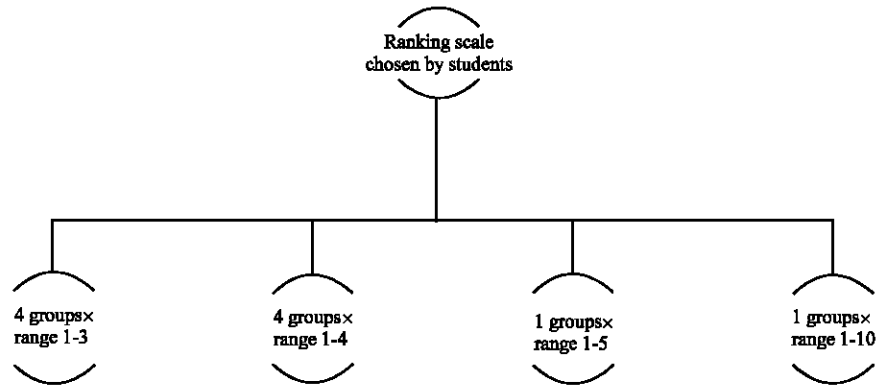 Ranking scale
chosen by students
4 groups×
range 1-3
4 groups×
range 1-4
1 groups×
range 1-5
1 groups×
range 1-10